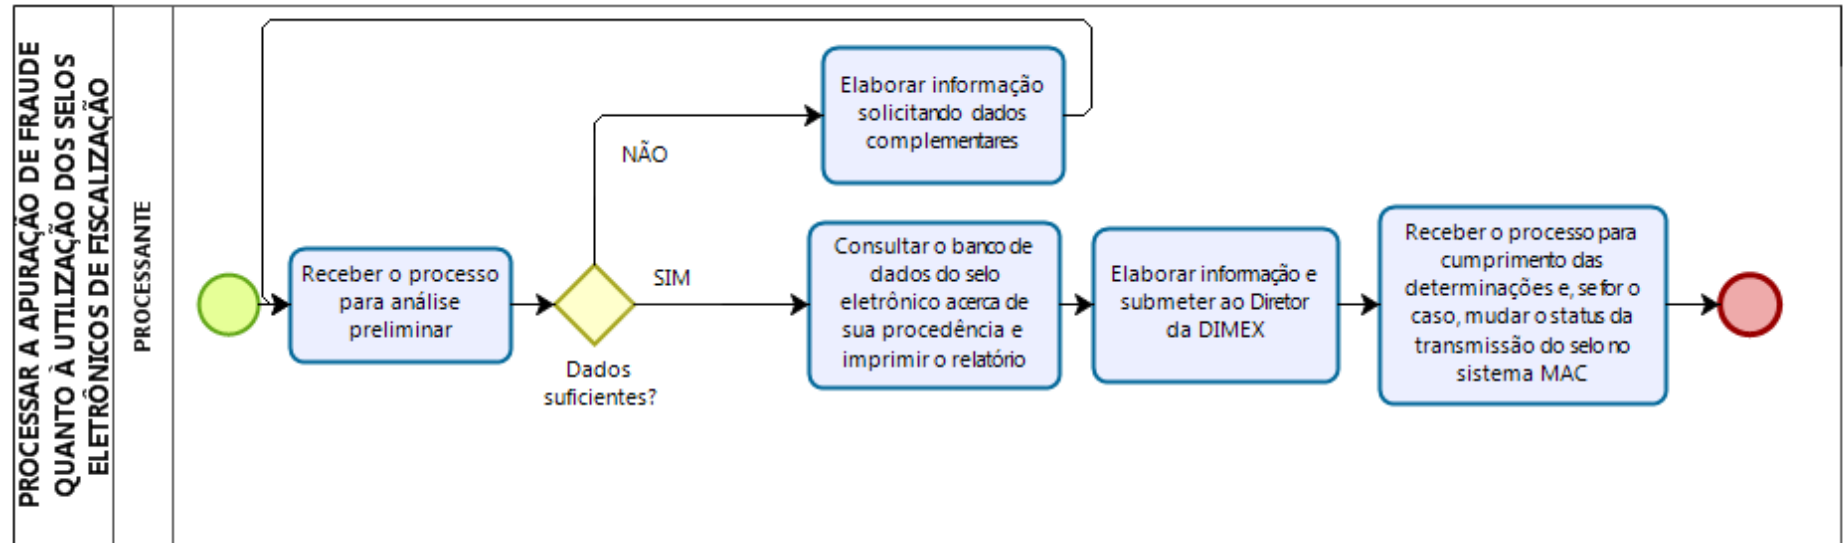 PROCESSAR A APURAÇÃO DE FRAUDE
QUANTO À UTILIZAÇÃO DOS SELOS
ELETRÔNICOS DE FISCALIZAÇÃO
PROCESSANTE
Receber o processo
para análise
preliminar
Dados
suficientes?
NÃO
Elaborar informação
solicitando dados
complementares
SIM
Consultar o banco de
dados do selo
eletrônico acerca de
sua procedência e
imprimir o relatório
Elaborar informação e
submeter ao Diretor
da DIMEX
Receber o processo para
cumprimento das
determinações e, se for o
caso, mudar o status da
transmissão do selo no
sistema MAC